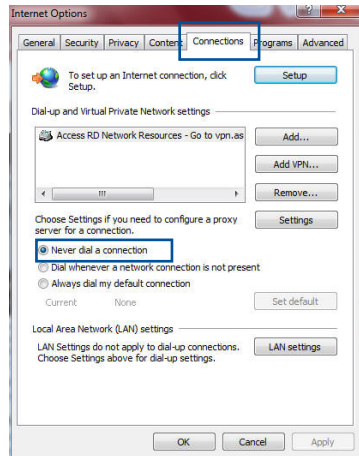 Internet Options
General Security Privacy Content Connections Programs Advanced
To set up an Internet connection, click
Setup.
Setup
Dial-up and Virtual Private Network settings
Access RD Network Resources - Go to vpn.as
Add...
Add VPN...
Remove...
Choose Settings if you need to configure a proxy
server for a connection.
Settings
Never dial a connection
Dial whenever a network connection is not present
Always dial my default connection
Current None
Set default
Local Area Network (LAN) settings
LAN Settings do not apply to dial-up connections.
Choose Settings above for dial-up settings.
LAN settings
OK Cancel Apply